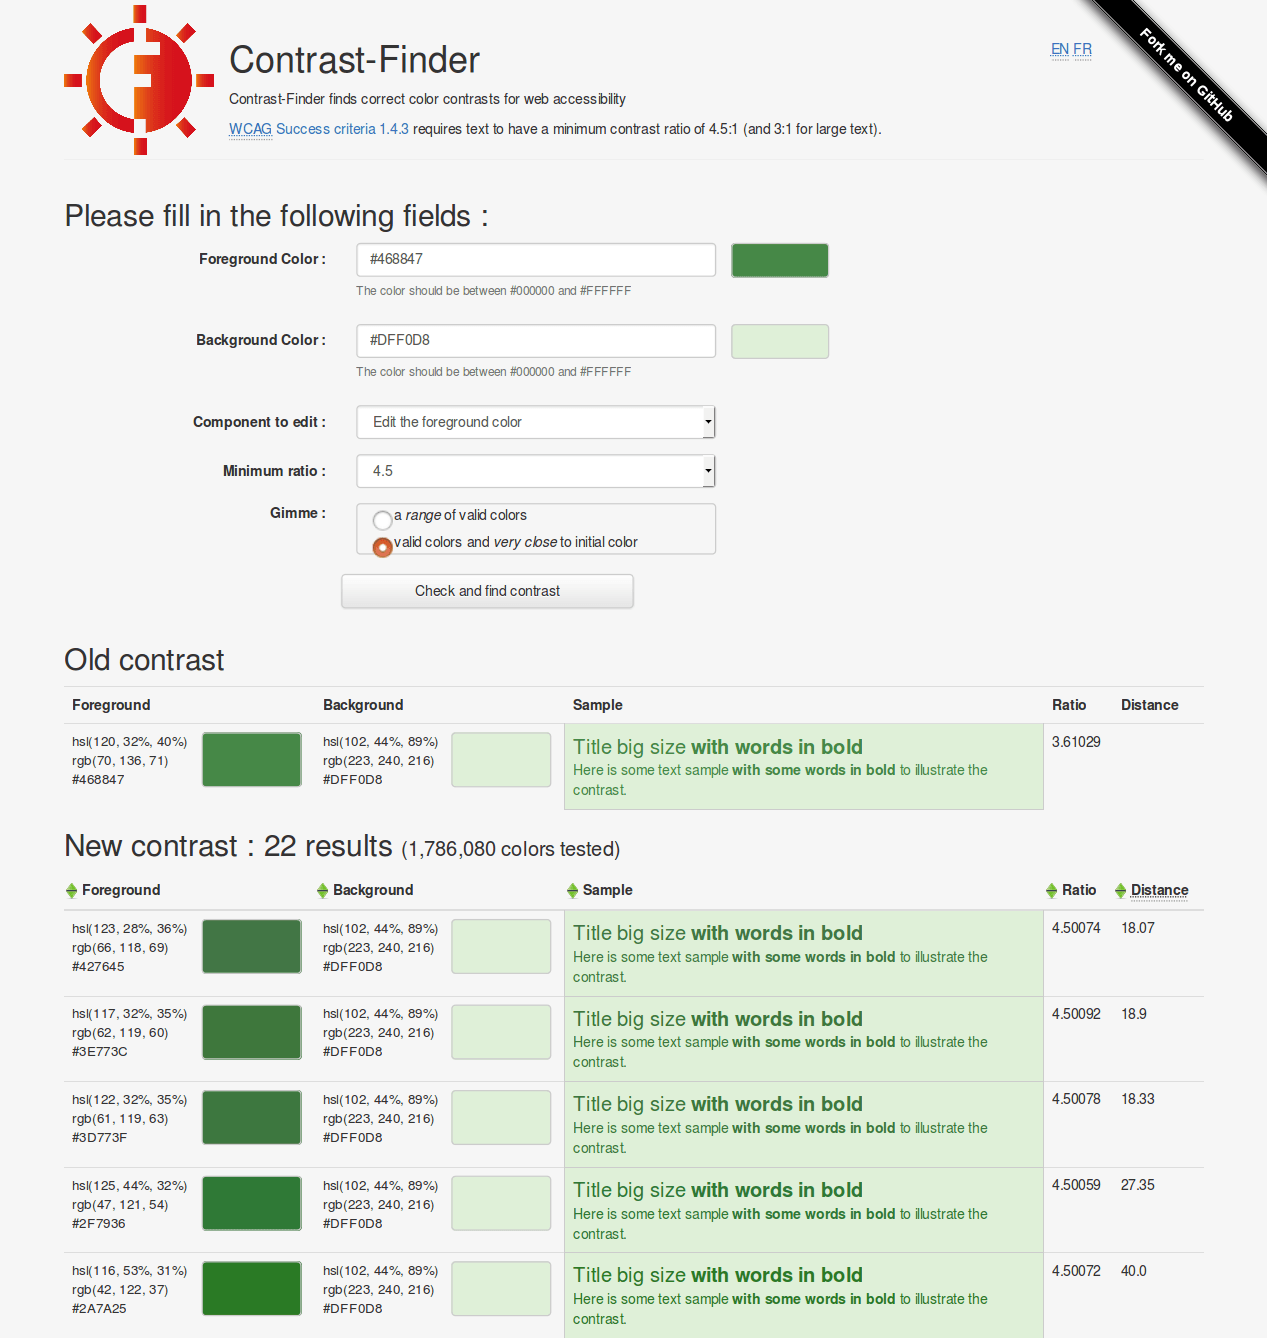 Contrast-Finder
EN FR
Fork me on GitHub
Contrast-Finder finds correct color contrasts for web accessibility
WCAG Success criteria 1.4.3 requires text to have a minimum contrast ratio of 4.5:1 (and 3:1 for large text).
Please fill in the following fields :
Foreground Color : #468847
The color should be between #000000 and #FFFFFF
Background Color : #DFF0D8
The color should be between #000000 and #FFFFFF
Component to edit : Edit the foreground color
Minimum ratio : 4.5
Gimme : a range of valid colors
valid colors and very close to initial color
Check and find contrast
Old contrast
Foreground Background Sample Ratio Distance
hsl(120, 32%, 40%) hsl(102, 44%, 89%) Title big size with words in bold 3.61029
rgb(70, 136, 71) rgb(223, 240, 216) Here is some text sample with some words in bold to illustrate the
#468847 #DFF0D8 contrast.
New contrast : 22 results (1,786,080 colors tested)
Foreground Background Sample Ratio Distance
hsl(123, 28%, 36%) hsl(102, 44%, 89%) Title big size with words in bold 4.50074 18.07
rgb(66, 118, 69) rgb(223, 240, 216) Here is some text sample with some words in bold to illustrate the
#427645 #DFF0D8 contrast.
hsl(117, 32%, 35%) hsl(102, 44%, 89%) Title big size with words in bold 4.50092 18.9
rgb(62, 119, 60) rgb(223, 240, 216) Here is some text sample with some words in bold to illustrate the
#3E773C #DFF0D8 contrast.
hsl(122, 32%, 35%) hsl(102, 44%, 89%) Title big size with words in bold 4.50078 18.33
rgb(61, 119, 63) rgb(223, 240, 216) Here is some text sample with some words in bold to illustrate the
#3D773F #DFF0D8 contrast.
hsl(125, 44%, 32%) hsl(102, 44%, 89%) Title big size with words in bold 4.50059 27.35
rgb(47, 121, 54) rgb(223, 240, 216) Here is some text sample with some words in bold to illustrate the
#2F7936 #DFF0D8 contrast.
hsl(116, 53%, 31%) hsl(102, 44%, 89%) Title big size with words in bold 4.50072 40.0
rgb(42, 122, 37) rgb(223, 240, 216) Here is some text sample with some words in bold to illustrate the
#2A7A25 #DFF0D8 contrast.